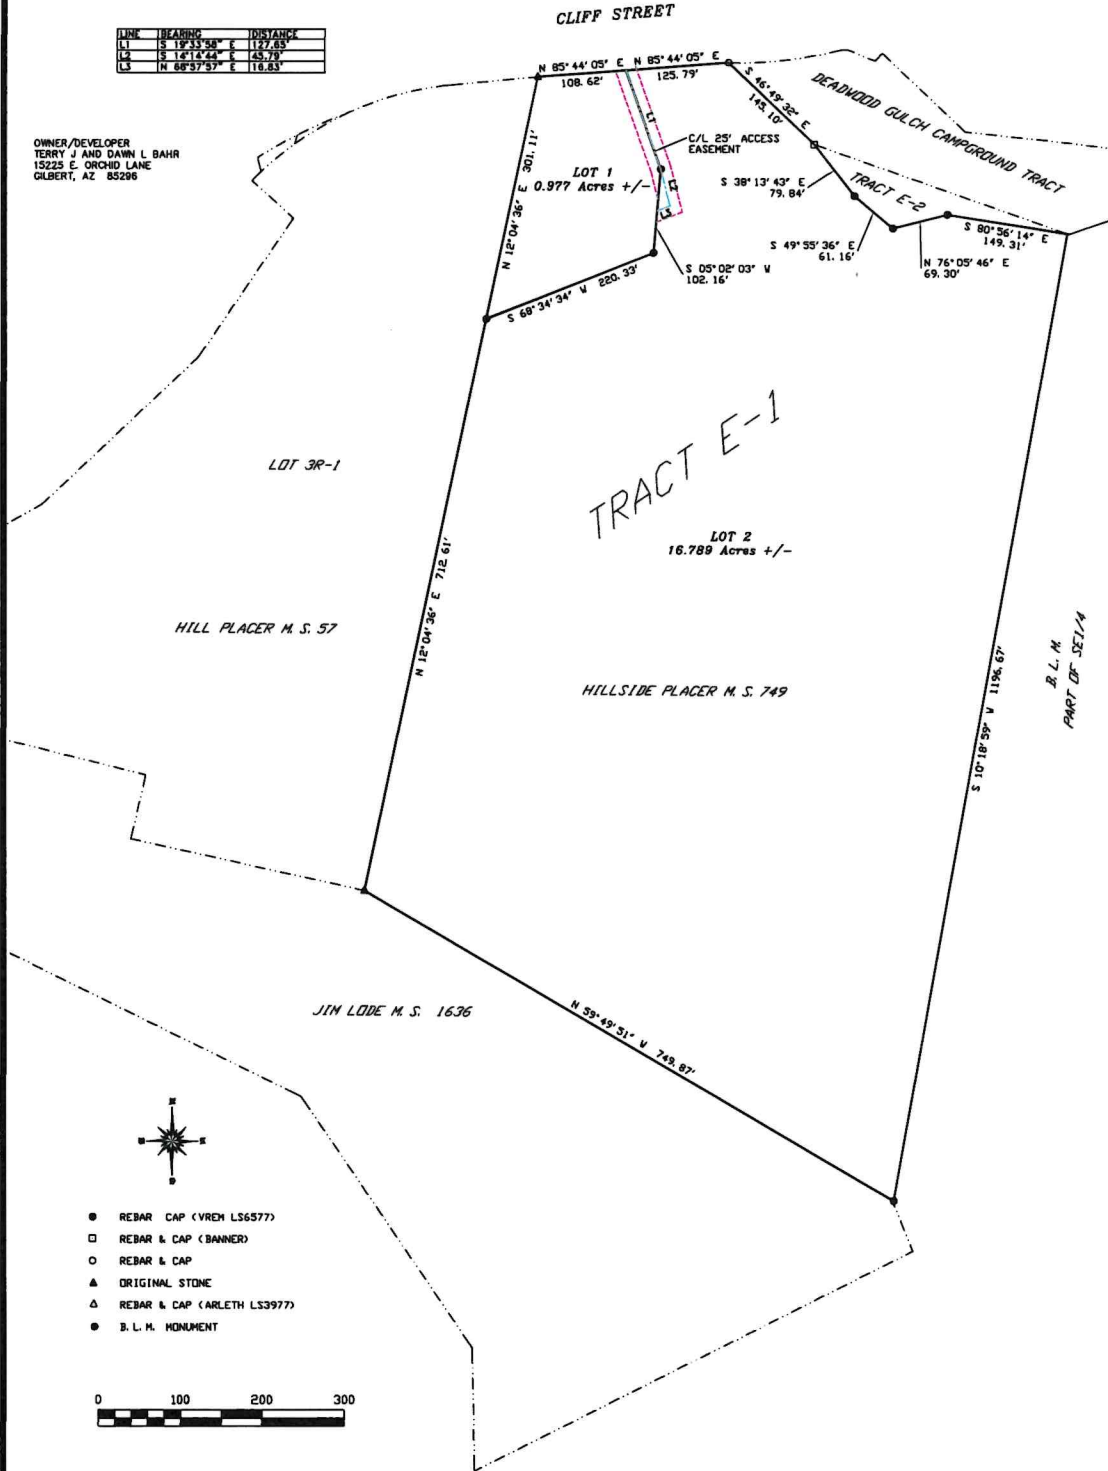 CLIFF STREET
LINE BEARING DISTANCE
L1 S 19°33'58" E 127.65'
L2 S 14°14'44" E 45.79'
L3 N 68°57'57" E 16.83'
OWNER/DEVELOPER
TERRY J AND DAWN L BAHR
15225 E. ORCHID LANE
GILBERT, AZ 85296
N 85°44'05" E
108.62'
N 85°44'05" E
125.79'
S 46°49'32" E
145.10'
DEADWOOD GULCH CAMPGROUND TRACT
L1
C/L 25' ACCESS
EASEMENT
N 12°04'36" E 301.11'
LOT 1
0.977 Acres +/-
L2
L3
S 38°13'43" E
79.84'
TRACT E-2
S 49°55'36" E
61.16'
N 76°05'46" E
69.30'
S 80°56'14" E
149.31'
S 05°02'03" W
102.16'
S 68°34'34" W 220.33'
TRACT E-1
LOT 3R-1
LOT 2
16.789 Acres +/-
N 12°04'36" E 712.61'
HILL PLACER M. S. 57
HILLSIDE PLACER M. S. 749
S 10°18'59" W 1196.67'
B. L. M.
PART OF SE1/4
JIM LODE M. S. 1636
N 59°49'51" W 749.87'
● REBAR CAP (VREM LS6577)
□ REBAR & CAP (BANNER)
○ REBAR & CAP
▲ ORIGINAL STONE
△ REBAR & CAP (ARLETH LS3977)
● B. L. M. MONUMENT
0 100 200 300